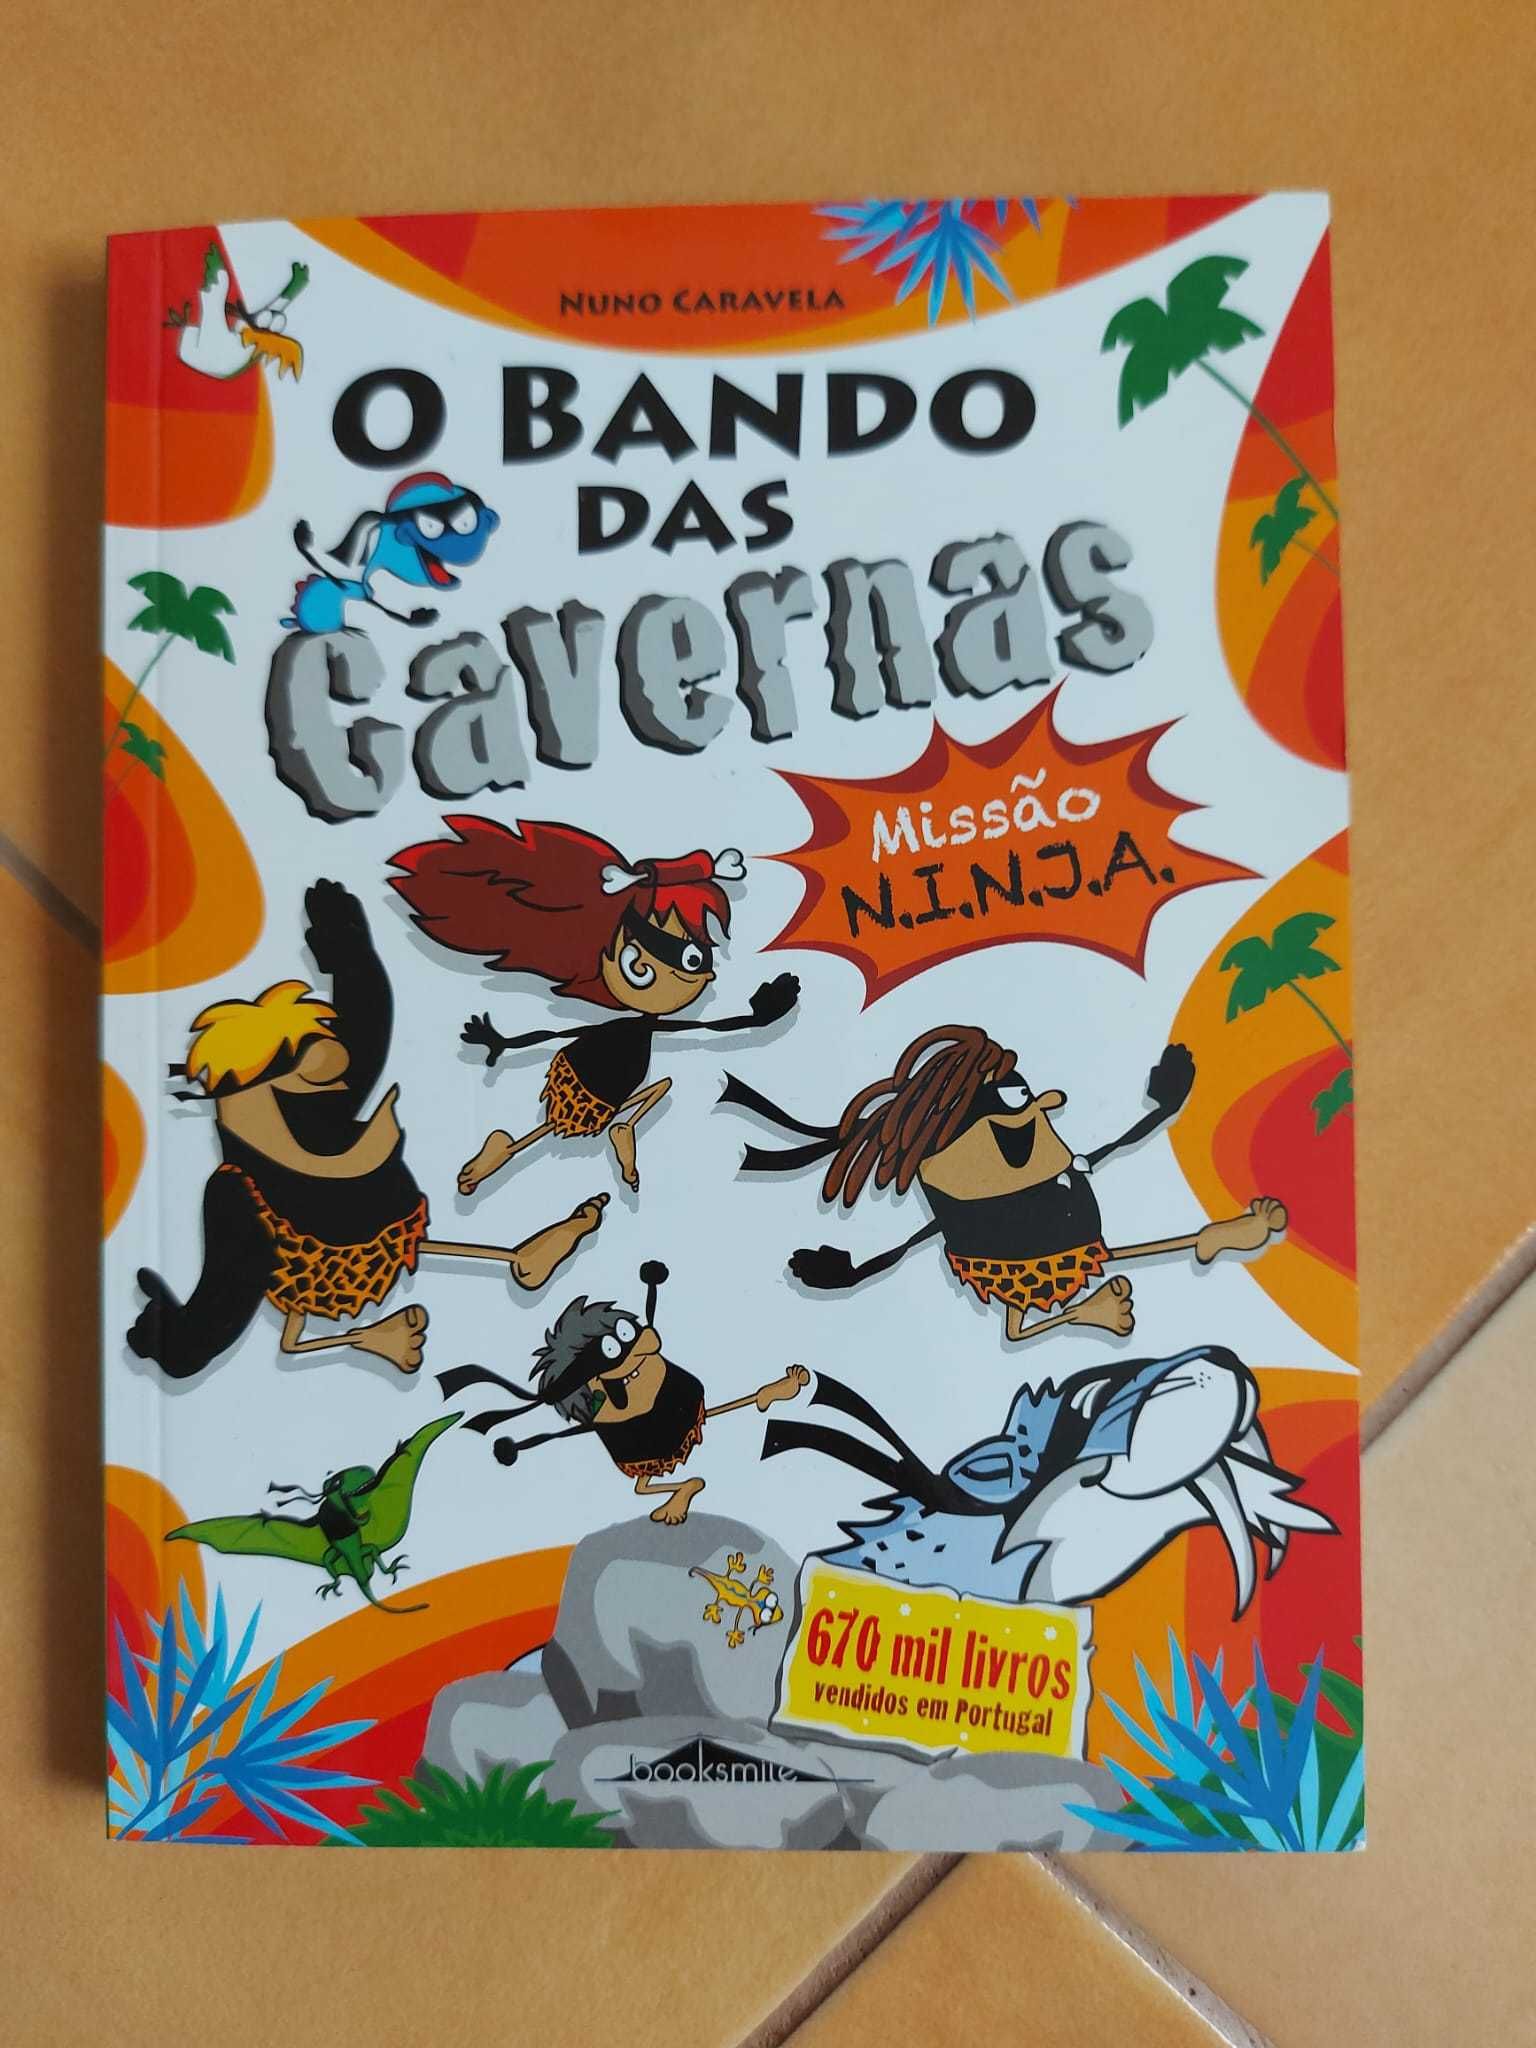 NUNO CARAVELA
O BANDO
DAS
Cavernas
Missão
N.I.N.J.A.
670 mil livros
vendidos em Portugal
booksmile